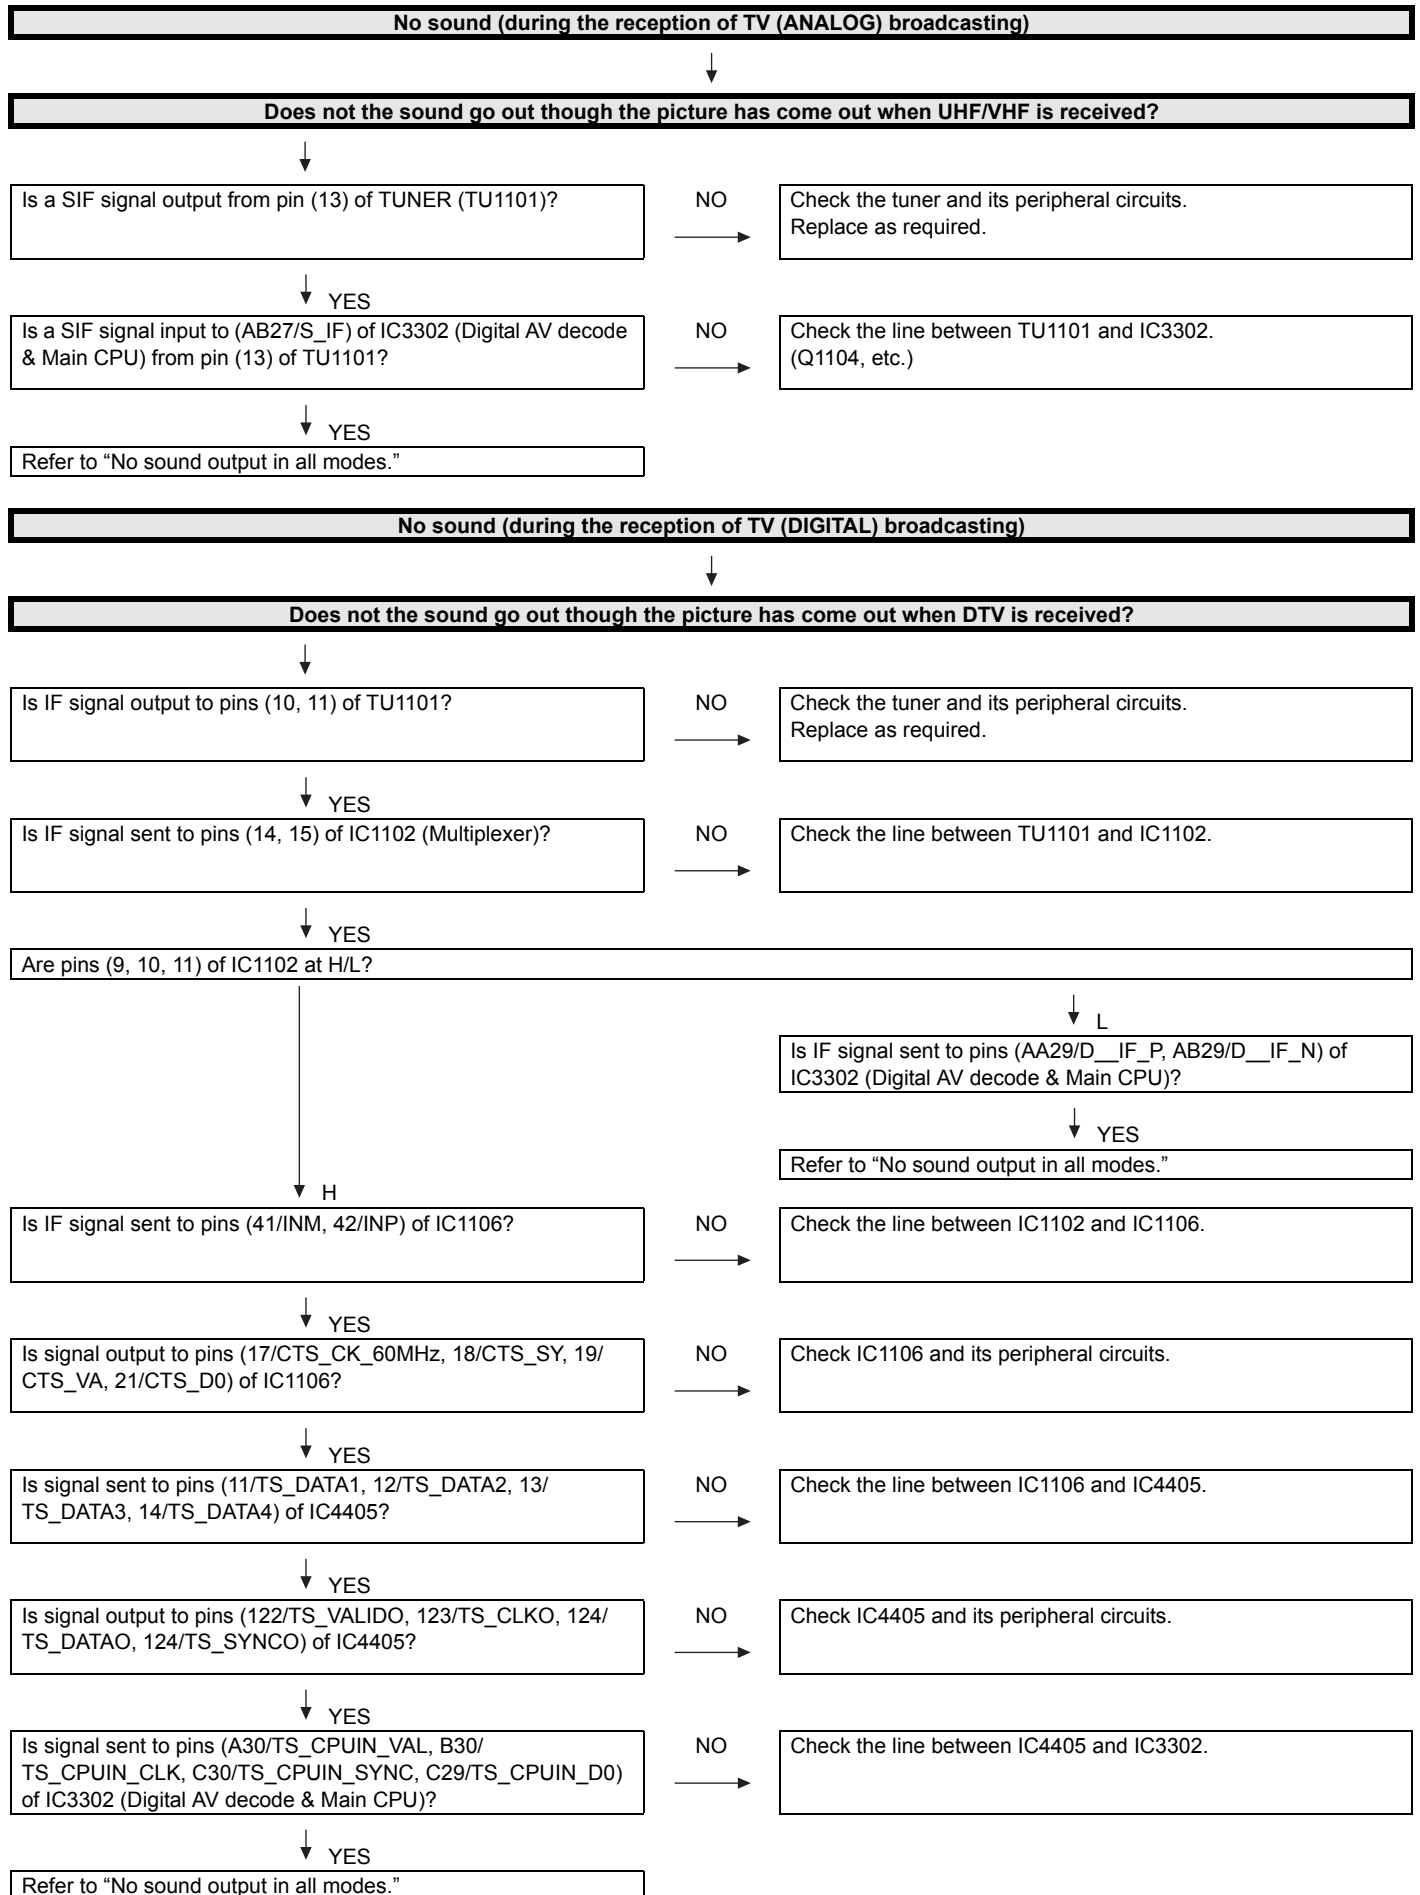 No sound (during the reception of TV (ANALOG) broadcasting)
Does not the sound go out though the picture has come out when UHF/VHF is received?
Is a SIF signal output from pin (13) of TUNER (TU1101)?
NO
Check the tuner and its peripheral circuits.
Replace as required.
YES
Is a SIF signal input to (AB27/S_IF) of IC3302 (Digital AV decode
& Main CPU) from pin (13) of TU1101?
NO
Check the line between TU1101 and IC3302.
(Q1104, etc.)
YES
Refer to “No sound output in all modes.”
No sound (during the reception of TV (DIGITAL) broadcasting)
Does not the sound go out though the picture has come out when DTV is received?
Is IF signal output to pins (10, 11) of TU1101?
NO
Check the tuner and its peripheral circuits.
Replace as required.
YES
Is IF signal sent to pins (14, 15) of IC1102 (Multiplexer)?
NO
Check the line between TU1101 and IC1102.
YES
Are pins (9, 10, 11) of IC1102 at H/L?
L
Is IF signal sent to pins (AA29/D__IF_P, AB29/D__IF_N) of
IC3302 (Digital AV decode & Main CPU)?
YES
Refer to “No sound output in all modes.”
H
Is IF signal sent to pins (41/INM, 42/INP) of IC1106?
NO
Check the line between IC1102 and IC1106.
YES
Is signal output to pins (17/CTS_CK_60MHz, 18/CTS_SY, 19/
CTS_VA, 21/CTS_D0) of IC1106?
NO
Check IC1106 and its peripheral circuits.
YES
Is signal sent to pins (11/TS_DATA1, 12/TS_DATA2, 13/
TS_DATA3, 14/TS_DATA4) of IC4405?
NO
Check the line between IC1106 and IC4405.
YES
Is signal output to pins (122/TS_VALIDO, 123/TS_CLKO, 124/
TS_DATAO, 124/TS_SYNCO) of IC4405?
NO
Check IC4405 and its peripheral circuits.
YES
Is signal sent to pins (A30/TS_CPUIN_VAL, B30/
TS_CPUIN_CLK, C30/TS_CPUIN_SYNC, C29/TS_CPUIN_D0)
of IC3302 (Digital AV decode & Main CPU)?
NO
Check the line between IC4405 and IC3302.
YES
Refer to “No sound output in all modes.”